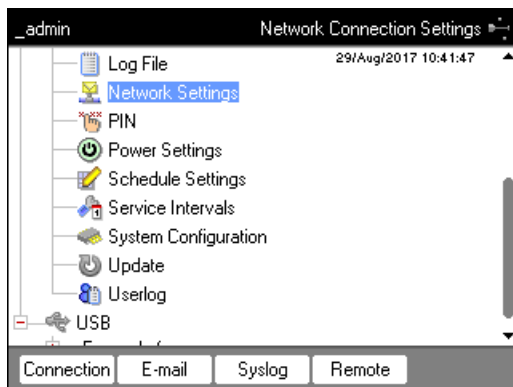 _admin
Network Connection Settings
29/Aug/2017 10:41:47
Log File
Network Settings
PIN
Power Settings
Schedule Settings
Service Intervals
System Configuration
Update
Userlog
USB
Connection
E-mail
Syslog
Remote